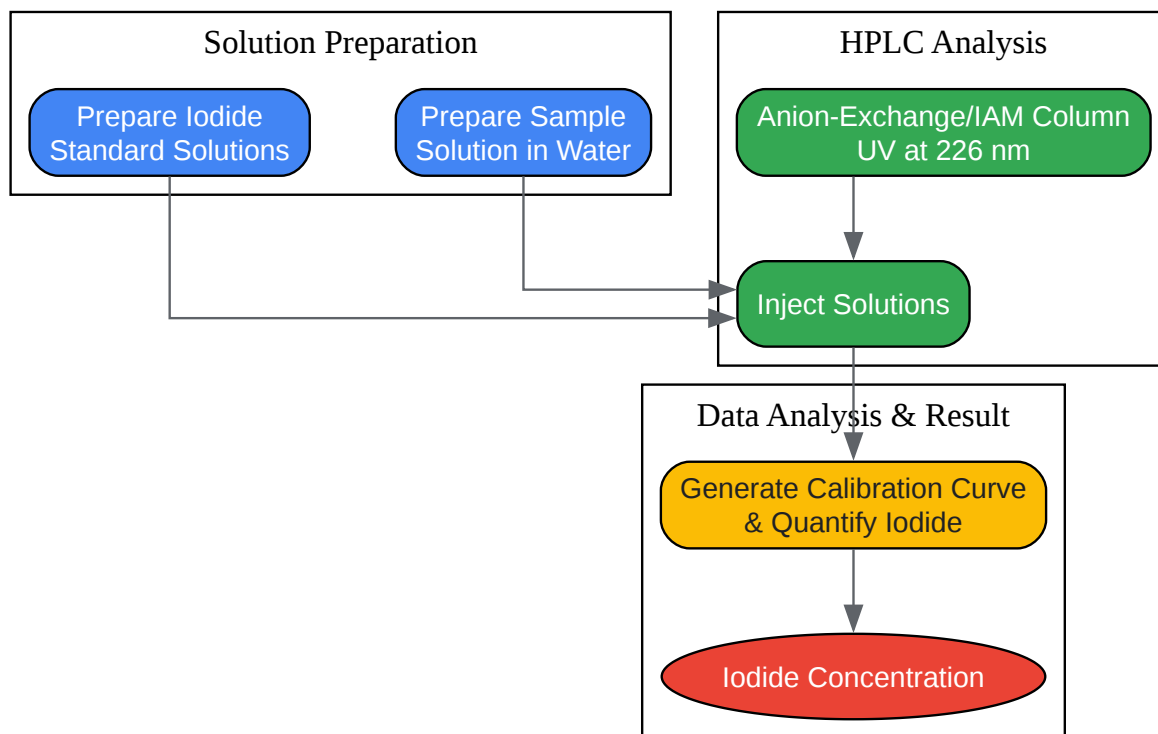 Solution Preparation
Prepare Iodide
Standard Solutions
Prepare Sample
Solution in Water
HPLC Analysis
Anion-Exchange/IAM Column
UV at 226 nm
Inject Solutions
Data Analysis & Result
Generate Calibration Curve
& Quantify Iodide
Iodide Concentration